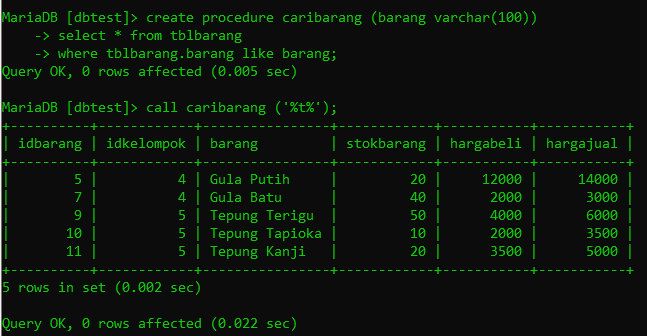 MariaDB [dbtest]> create procedure caribarang (barang varchar(100))
    -> select * from tblbarang
    -> where tblbarang.barang like barang;
Query OK, 0 rows affected (0.005 sec)

MariaDB [dbtest]> call caribarang ('%t%');
+----------+------------+----------------+------------+-----------+-----------+
| idbarang | idkelompok | barang         | stokbarang | hargabeli | hargajual |
+----------+------------+----------------+------------+-----------+-----------+
|        5 |          4 | Gula Putih     |         20 |     12000 |     14000 |
|        7 |          4 | Gula Batu      |         40 |      2000 |      3000 |
|        9 |          5 | Tepung Terigu  |         50 |      4000 |      6000 |
|       10 |          5 | Tepung Tapioka |         10 |      2000 |      3500 |
|       11 |          5 | Tepung Kanji   |         20 |      3500 |      5000 |
+----------+------------+----------------+------------+-----------+-----------+
5 rows in set (0.002 sec)

Query OK, 0 rows affected (0.022 sec)